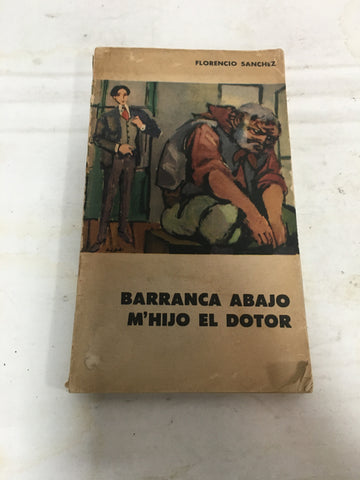 FLORENCIO SANCHEZ
BARRANCA ABAJO
M'HIJO EL DOTOR